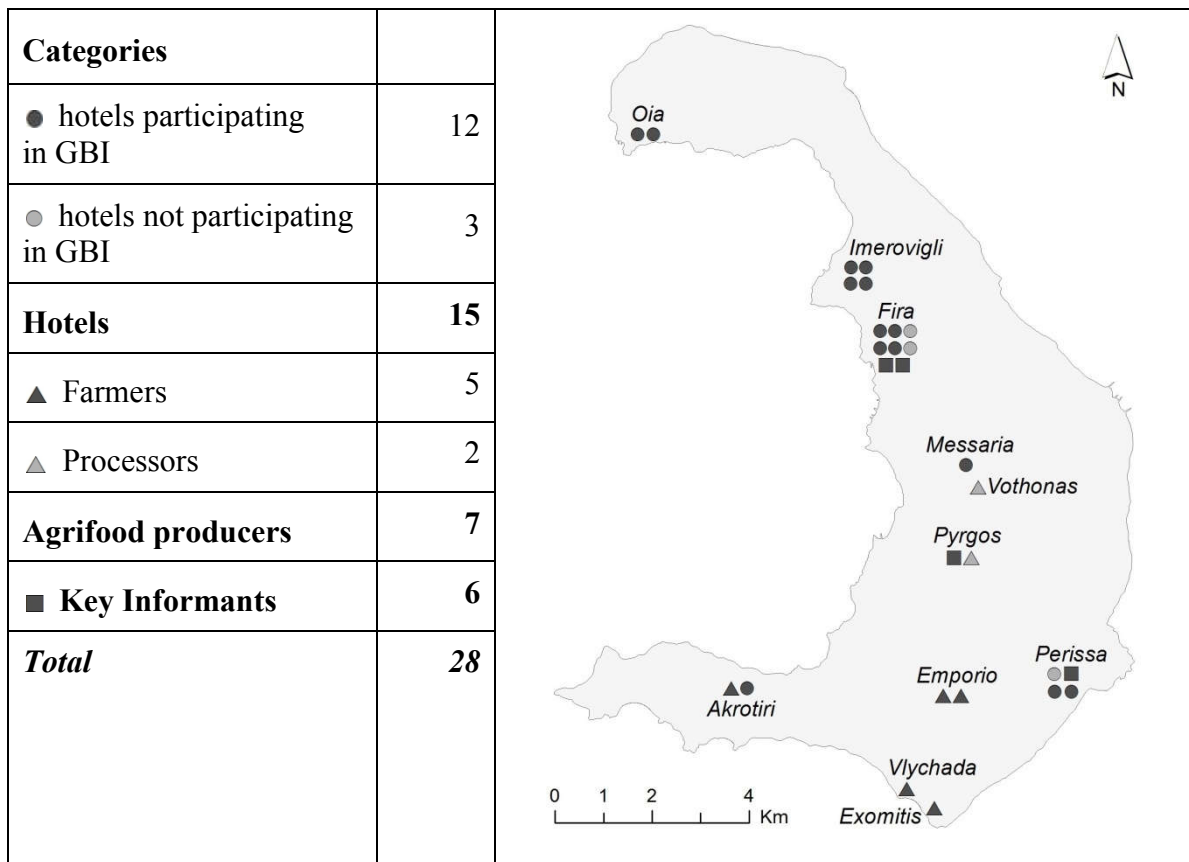 Categories
hotels participating
in GBI
12
hotels not participating
in GBI
3
Hotels
15
Farmers
5
Processors
2
Agrifood producers
7
Key Informants
6
Total
28
N
Oia
Imerovigli
Fira
Messaria
Vothonas
Pyrgos
Perissa
Emporio
Akrotiri
Vlychada
Exomitis
0 1 2 4
Km